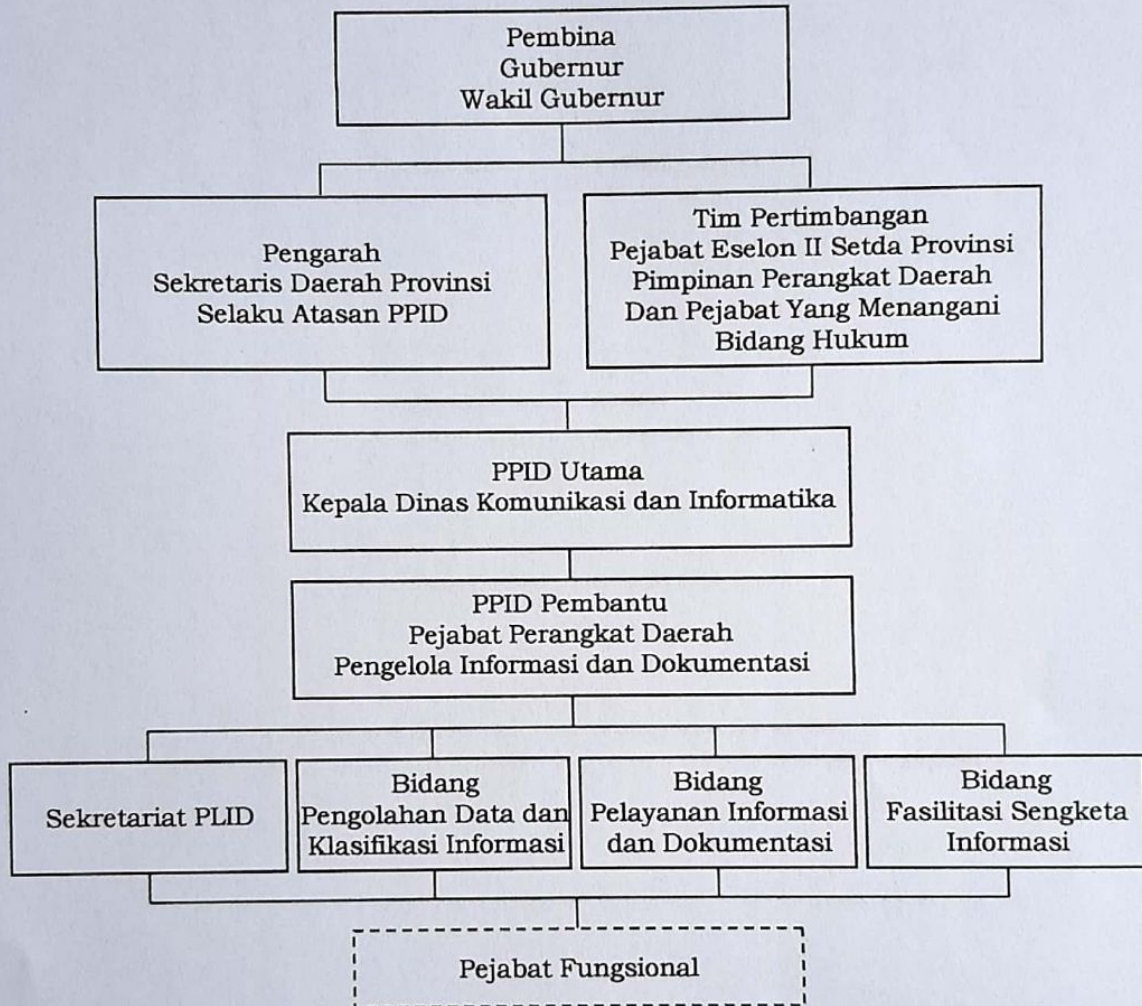 Pembina
Gubernur
Wakil Gubernur
Pengarah
Sekretaris Daerah Provinsi
Selaku Atasan PPID
Tim Pertimbangan
Pejabat Eselon II Setda Provinsi
Pimpinan Perangkat Daerah
Dan Pejabat Yang Menangani
Bidang Hukum
PPID Utama
Kepala Dinas Komunikasi dan Informatika
PPID Pembantu
Pejabat Perangkat Daerah
Pengelola Informasi dan Dokumentasi
Sekretariat PLID
Bidang
Pengolahan Data dan
Klasifikasi Informasi
Bidang
Pelayanan Informasi
dan Dokumentasi
Bidang
Fasilitasi Sengketa
Informasi
Pejabat Fungsional